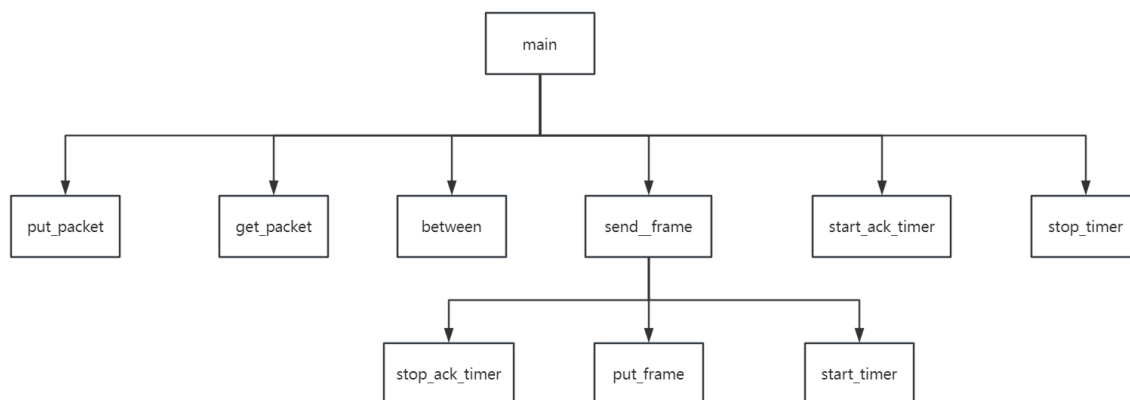 main
put_packet
get_packet
between
send__frame
start_ack_timer
stop_timer
stop_ack_timer
put_frame
start_timer